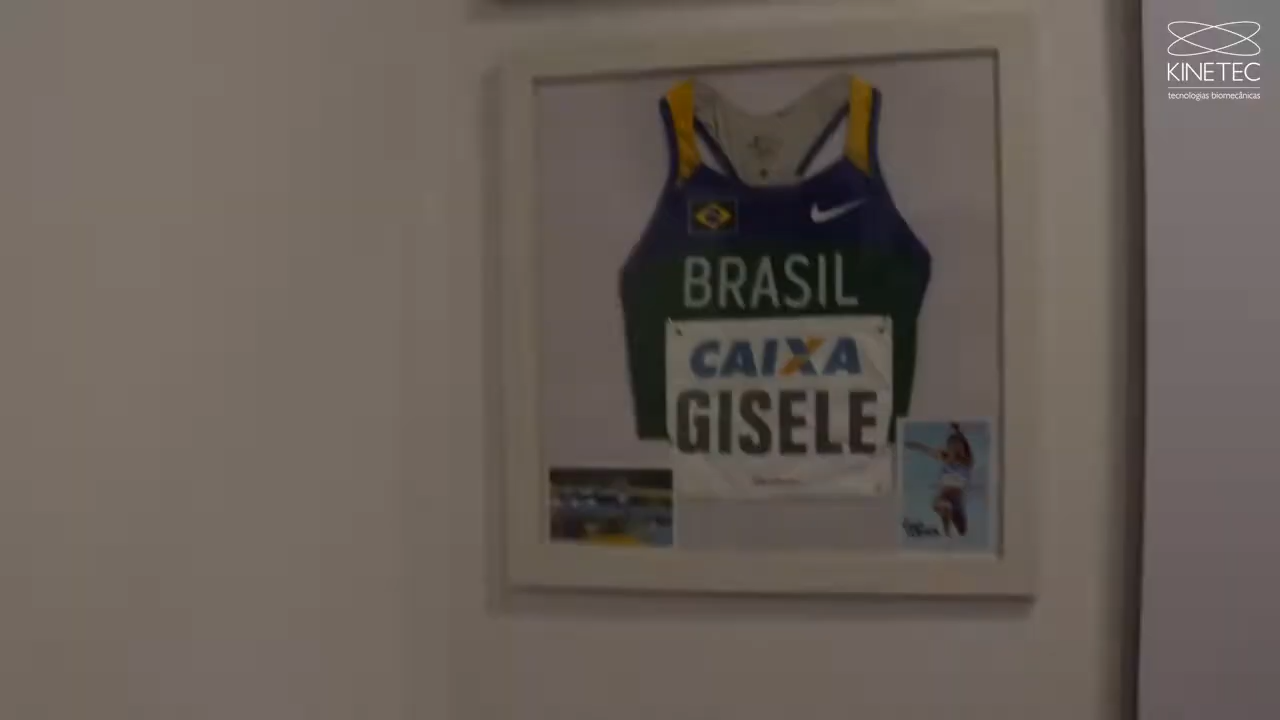 KINETEC
tecnologias biomecânicas
BRASIL
CAIXA
GISELE